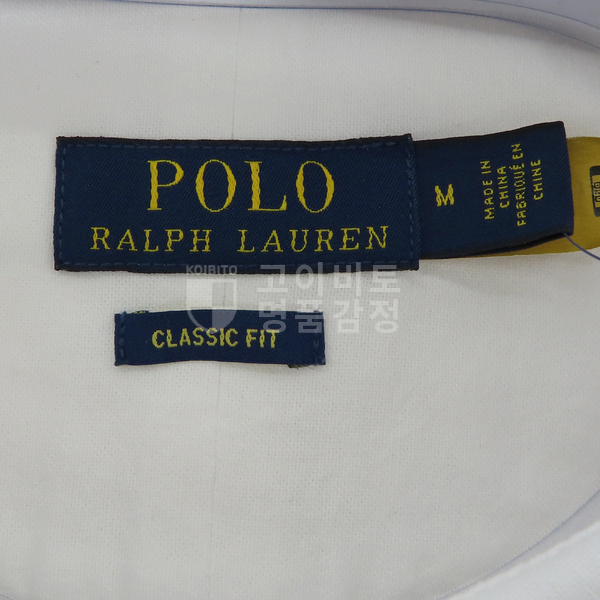 POLO
RALPH LAUREN
M
MADE IN
CHINA
FABRIQUÉ EN
CHINE
KOIBITO
고이비토
명품감정
CLASSIC FIT